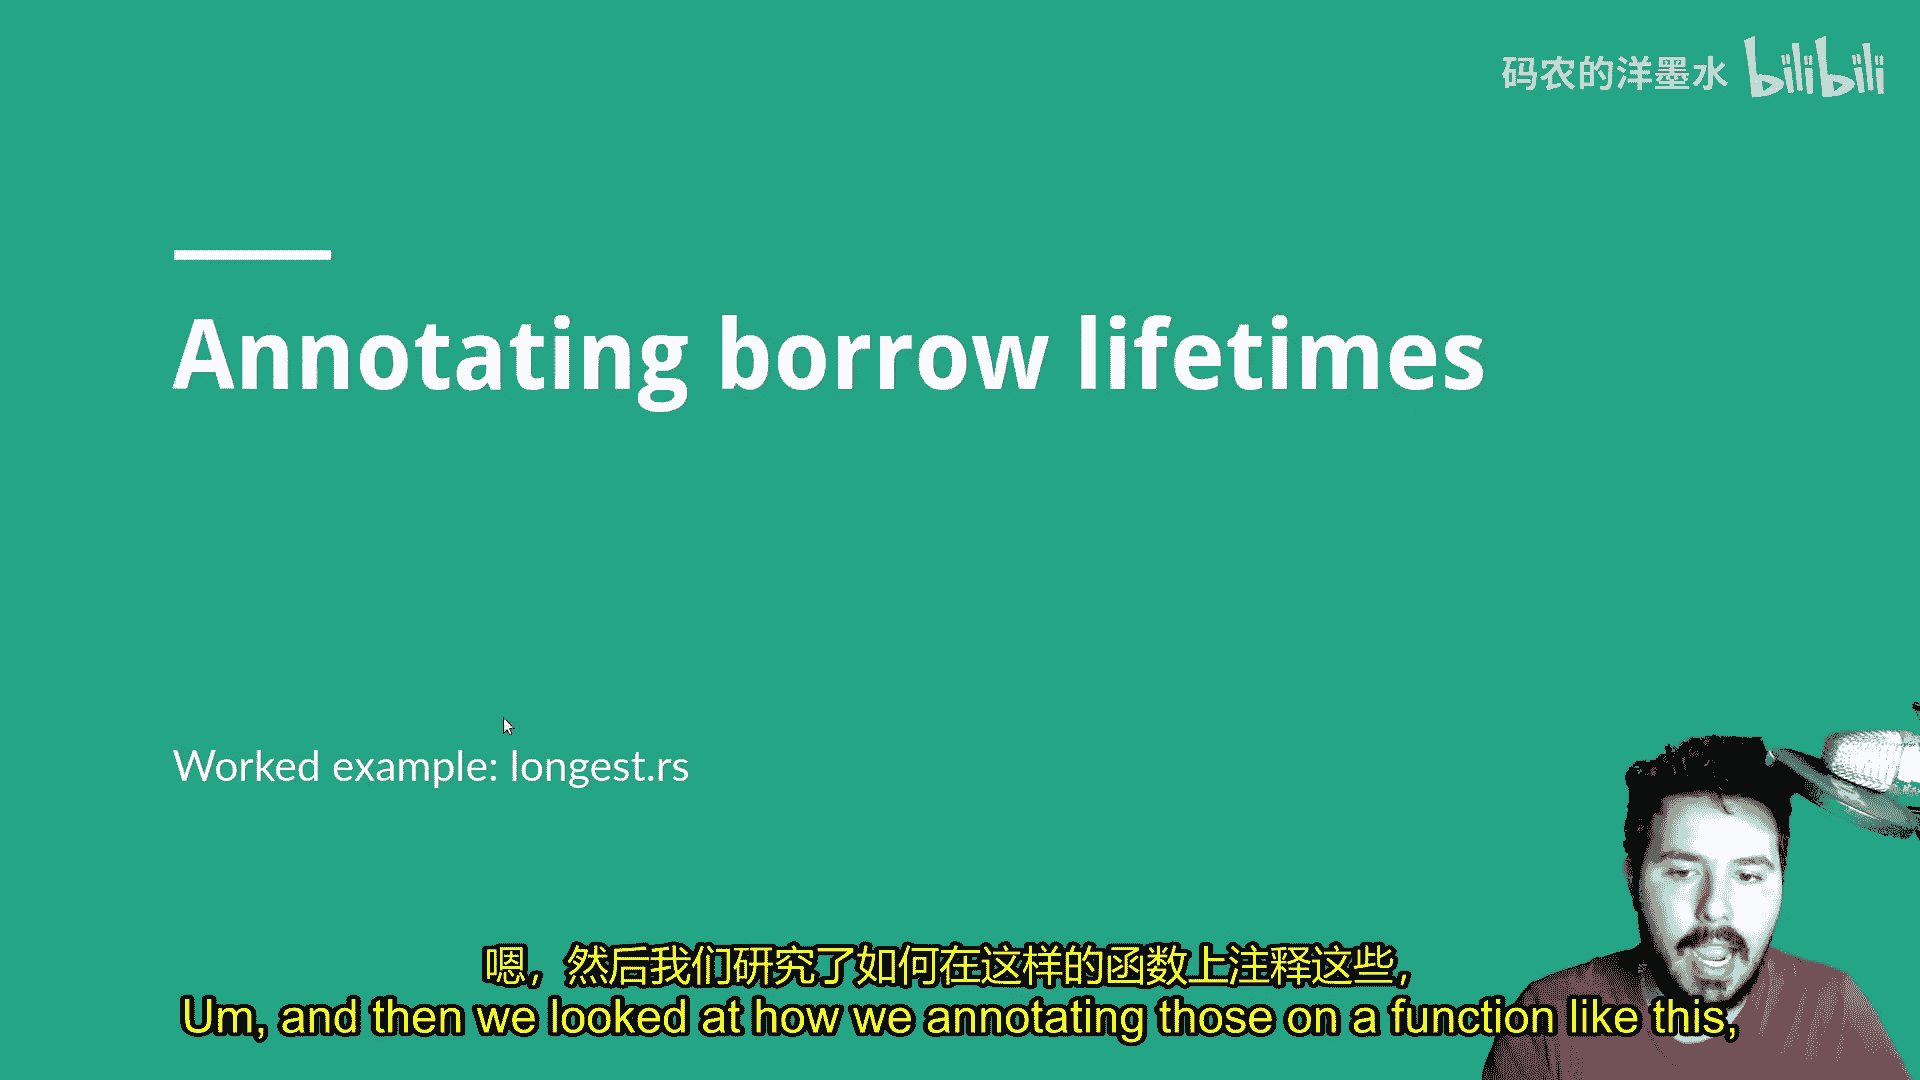 码农的洋墨水 bilibili
Annotating borrow lifetimes
Worked example: longest.rs
嗯，然后我们研究了如何在这样的函数上注释这些，
Um, and then we looked at how we annotating those on a function like this,